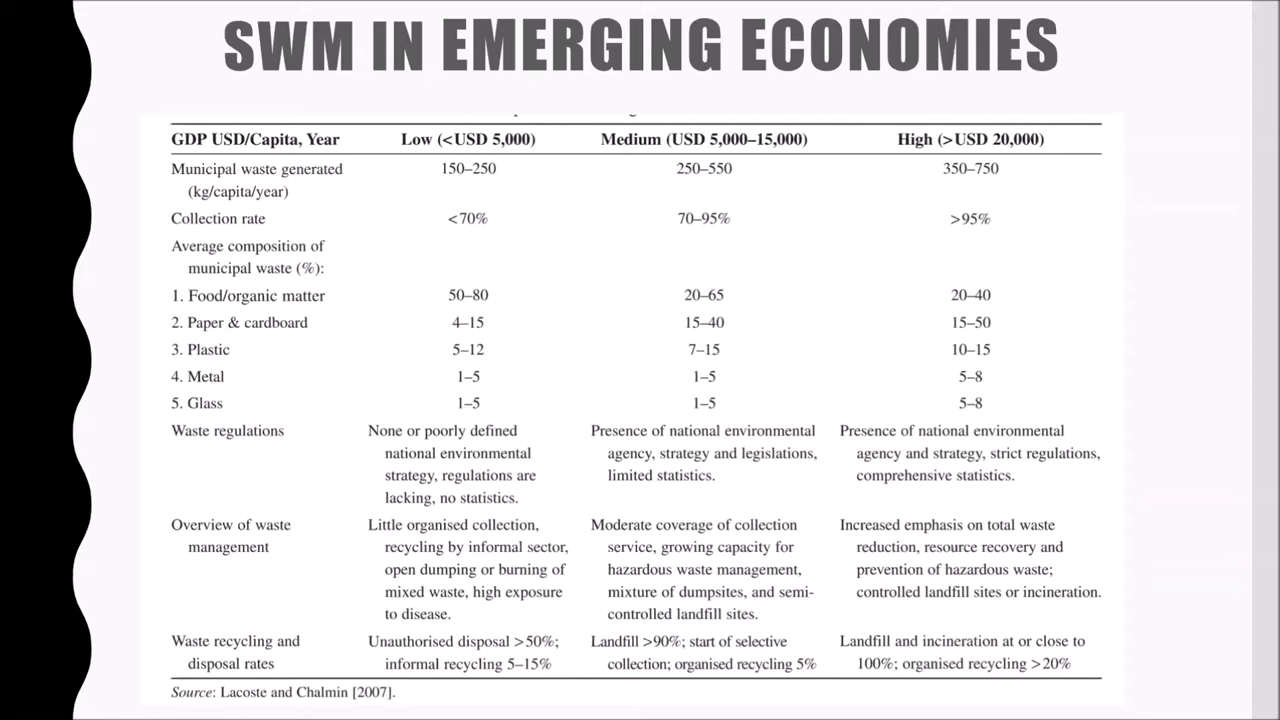 SWM IN EMERGING ECONOMIES
GDP USD/Capita, Year Low (<USD 5,000) Medium (USD 5,000–15,000) High (>USD 20,000)
Municipal waste generated 150–250 250–550 350–750
(kg/capita/year)
Collection rate <70% 70–95% >95%
Average composition of
municipal waste (%):
1. Food/organic matter 50–80 20–65 20–40
2. Paper & cardboard 4–15 15–40 15–50
3. Plastic 5–12 7–15 10–15
4. Metal 1–5 1–5 5–8
5. Glass 1–5 1–5 5–8
Waste regulations None or poorly defined Presence of national environmental Presence of national environmental
national environmental agency, strategy and legislations, agency and strategy, strict regulations,
strategy, regulations are limited statistics. comprehensive statistics.
lacking, no statistics.
Overview of waste Little organised collection, Moderate coverage of collection Increased emphasis on total waste
management recycling by informal sector, service, growing capacity for reduction, resource recovery and
open dumping or burning of hazardous waste management, prevention of hazardous waste;
mixed waste, high exposure mixture of dumpsites, and semi- controlled landfill sites or incineration.
to disease. controlled landfill sites.
Waste recycling and Unauthorised disposal >50%; Landfill >90%; start of selective Landfill and incineration at or close to
disposal rates informal recycling 5–15% collection; organised recycling 5% 100%; organised recycling >20%
Source: Lacoste and Chalmin [2007].